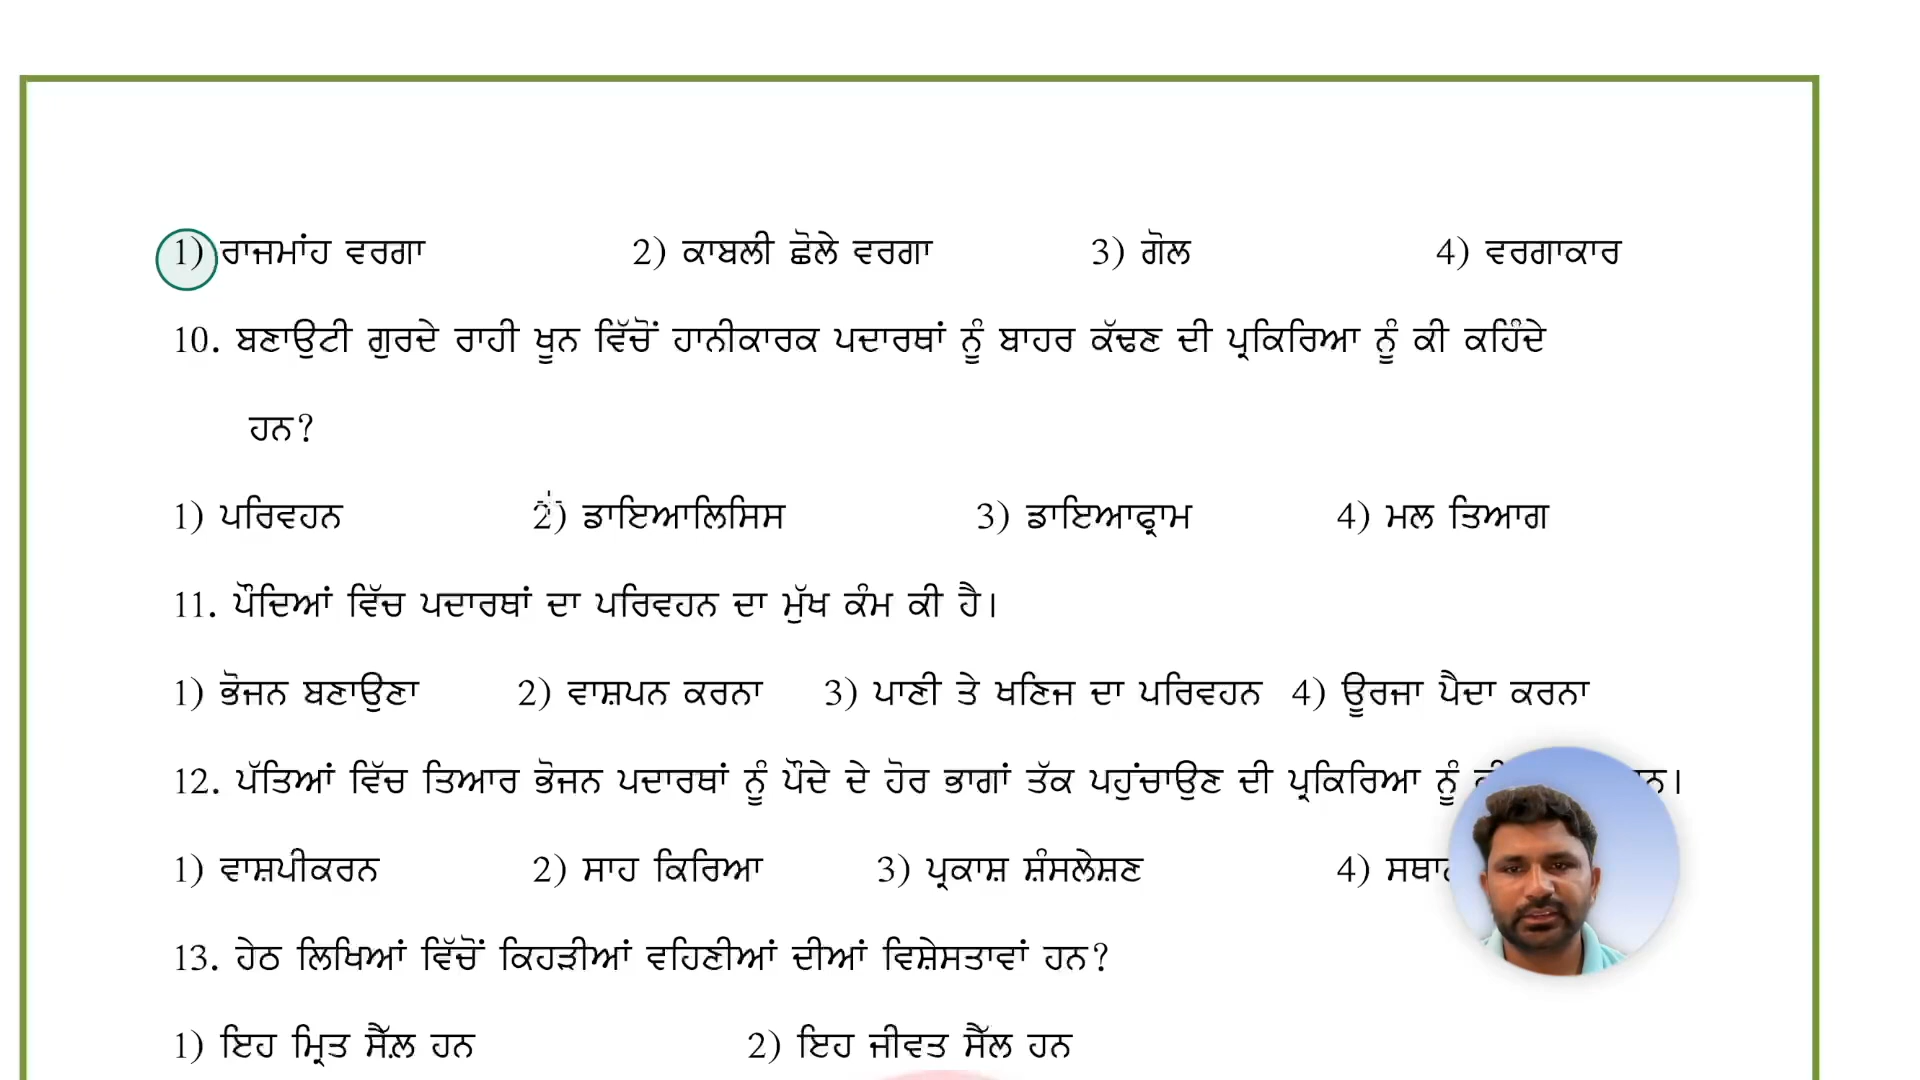 1) ਰਾਜਮਾਂਹ ਵਰਗਾ 2) ਕਾਬਲੀ ਛੋਲੇ ਵਰਗਾ 3) ਗੋਲ 4) ਵਰਗਾਕਾਰ
10. ਬਣਾਉਟੀ ਗੁਰਦੇ ਰਾਹੀ ਖੂਨ ਵਿੱਚੋਂ ਹਾਨੀਕਾਰਕ ਪਦਾਰਥਾਂ ਨੂੰ ਬਾਹਰ ਕੱਢਣ ਦੀ ਪ੍ਰਕਿਰਿਆ ਨੂੰ ਕੀ ਕਹਿੰਦੇ
ਹਨ?
1) ਪਰਿਵਹਨ 2) ਡਾਇਆਲਿਸਿਸ 3) ਡਾਇਆਫ੍ਰਾਮ 4) ਮਲ ਤਿਆਗ
11. ਪੌਦਿਆਂ ਵਿੱਚ ਪਦਾਰਥਾਂ ਦਾ ਪਰਿਵਹਨ ਦਾ ਮੁੱਖ ਕੰਮ ਕੀ ਹੈ।
1) ਭੋਜਨ ਬਣਾਉਣਾ 2) ਵਾਸ਼ਪਨ ਕਰਨਾ 3) ਪਾਣੀ ਤੇ ਖਣਿਜ ਦਾ ਪਰਿਵਹਨ 4) ਊਰਜਾ ਪੈਦਾ ਕਰਨਾ
12. ਪੱਤਿਆਂ ਵਿੱਚ ਤਿਆਰ ਭੋਜਨ ਪਦਾਰਥਾਂ ਨੂੰ ਪੌਦੇ ਦੇ ਹੋਰ ਭਾਗਾਂ ਤੱਕ ਪਹੁਂਚਾਉਣ ਦੀ ਪ੍ਰਕਿਰਿਆ ਨੂੰ
1) ਵਾਸ਼ਪੀਕਰਨ 2) ਸਾਹ ਕਿਰਿਆ 3) ਪ੍ਰਕਾਸ਼ ਸ਼ੰਸਲੇਸ਼ਣ 4)
13. ਹੇਠ ਲਿਖਿਆਂ ਵਿੱਚੋਂ ਕਿਹੜੀਆਂ ਵਹਿਣੀਆਂ ਦੀਆਂ ਵਿਸ਼ੇਸਤਾਵਾਂ ਹਨ?
1) ਇਹ ਮ੍ਰਿਤ ਸੈੱਲ਼ ਹਨ 2) ਇਹ ਜੀਵਤ ਸੈੱਲ ਹਨ